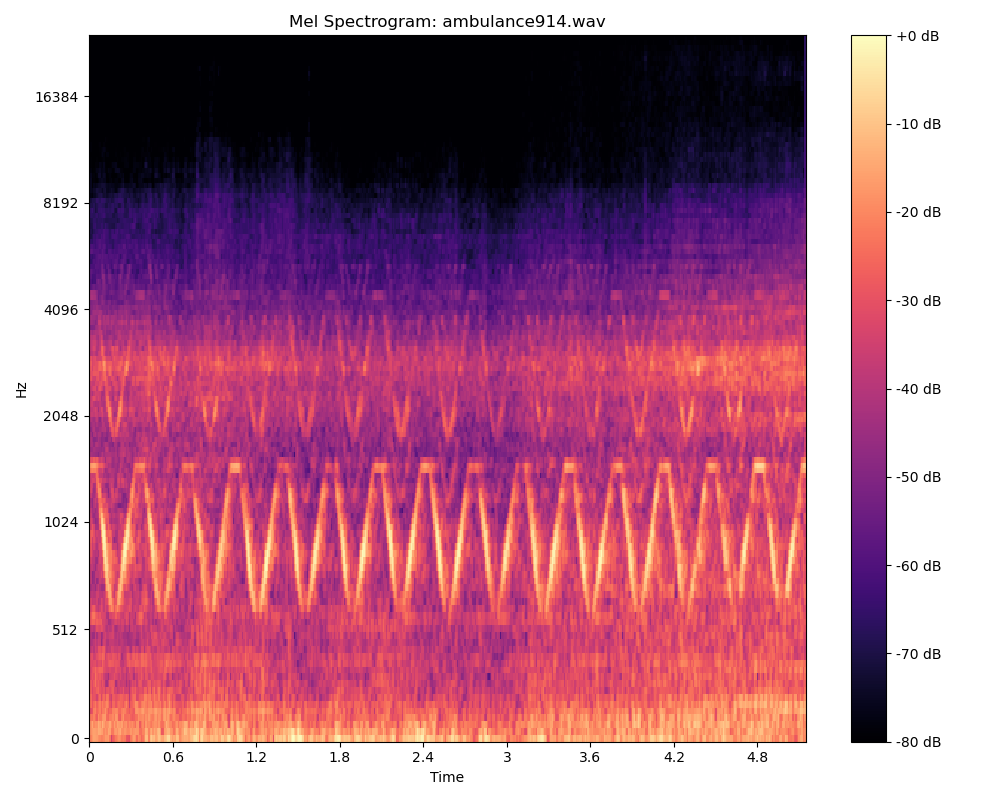 Mel Spectrogram: ambulance914.wav
Hz
16384
8192
4096
2048
1024
512
0
0 0.6 1.2 1.8 2.4 3 3.6 4.2 4.8
Time
+0 dB
-10 dB
-20 dB
-30 dB
-40 dB
-50 dB
-60 dB
-70 dB
-80 dB